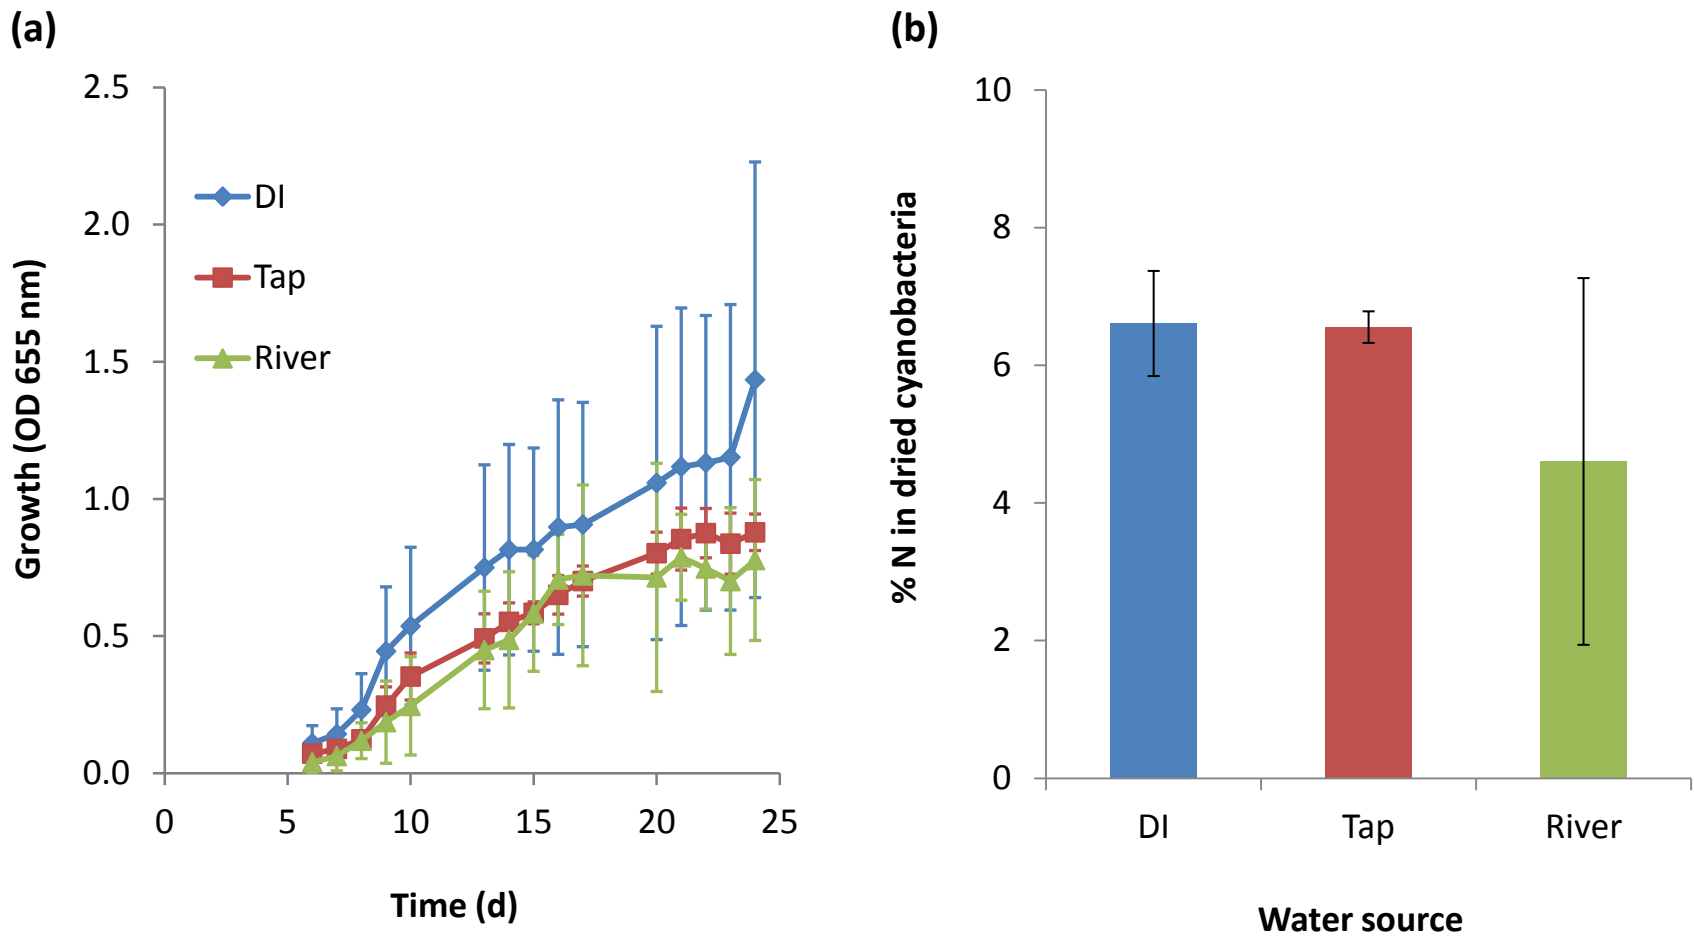 (a)
2.5
2.0
1.5
1.0
0.5
0.0
Growth (OD 655 nm)
DI
Tap
River
0 5 10 15 20 25
Time (d)
(b)
10
8
6
4
2
0
% N in dried cyanobacteria
DI Tap River
Water source